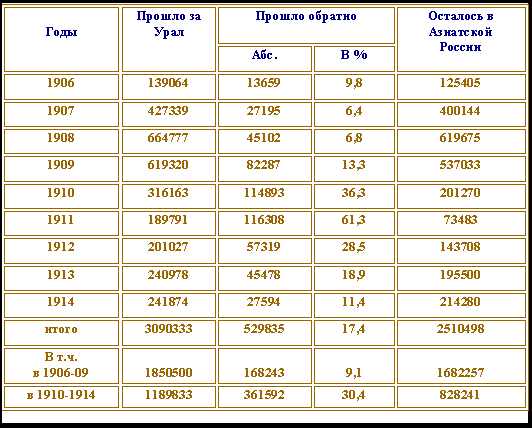 Годы
Прошло за
Урал
Прошло обратно
Осталось в
Азиатской
России
Абс.
В %
1906 139064 13659 9,8 125405
1907 427339 27195 6,4 400144
1908 664777 45102 6,8 619675
1909 619320 82287 13,3 537033
1910 316163 114893 36,3 201270
1911 189791 116308 61,3 73483
1912 201027 57319 28,5 143708
1913 240978 45478 18,9 195500
1914 241874 27594 11,4 214280
итого 3090333 529835 17,4 2510498
В т.ч.
в 1906-09 1850500 168243 9,1 1682257
в 1910-1914 1189833 361592 30,4 828241